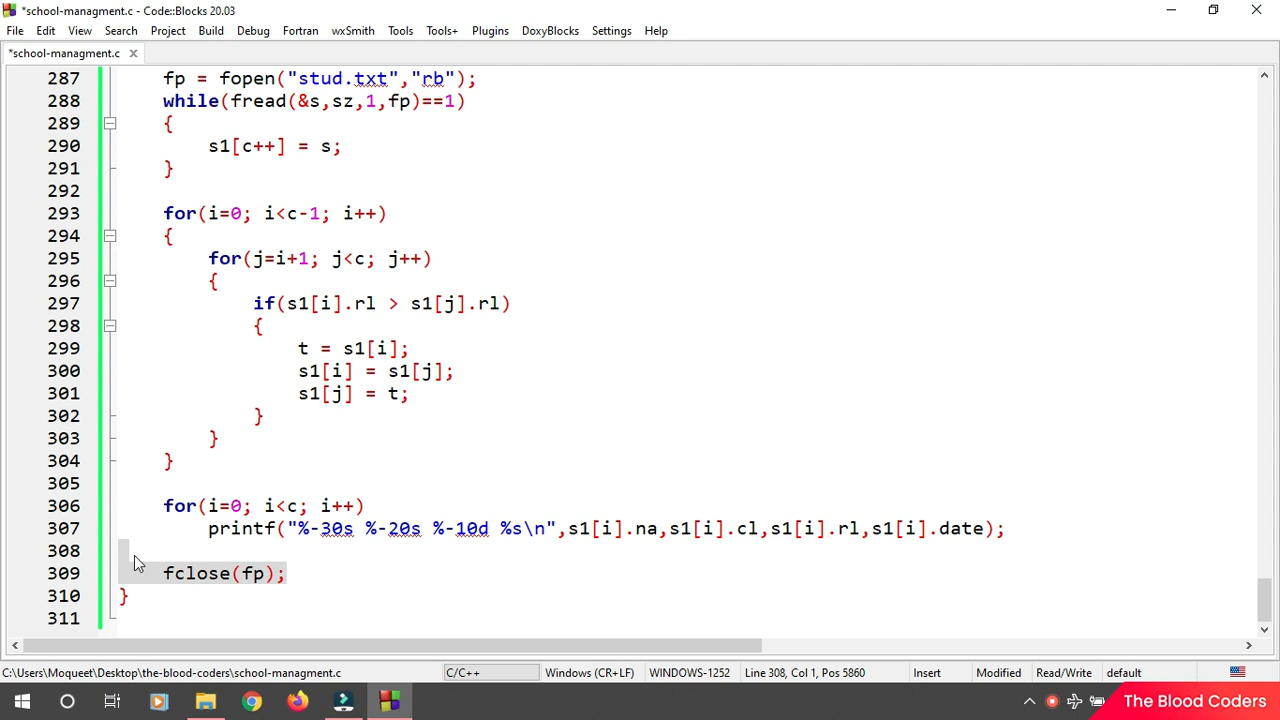 *school-managment.c - Code::Blocks 20.03
File Edit View Search Project Build Debug Fortran wxSmith Tools Tools+ Plugins DoxyBlocks Settings Help
*school-managment.c
287 fp = fopen("stud.txt","rb");
288 while(fread(&s,sz,1,fp)==1)
289 {
290 s1[c++] = s;
291 }
292
293 for(i=0; i<c-1; i++)
294 {
295 for(j=i+1; j<c; j++)
296 {
297 if(s1[i].rl > s1[j].rl)
298 {
299 t = s1[i];
300 s1[i] = s1[j];
301 s1[j] = t;
302 }
303 }
304 }
305
306 for(i=0; i<c; i++)
307 printf("%-30s %-20s %-10d %s\n",s1[i].na,s1[i].cl,s1[i].rl,s1[i].date);
308
309 fclose(fp);
310 }
311
C:\Users\Moqueet\Desktop\the-blood-coders\school-managment.c C/C++ Windows (CR+LF) WINDOWS-1252 Line 308, Col 1, Pos 5860 Insert Modified Read/Write default
The Blood Coders